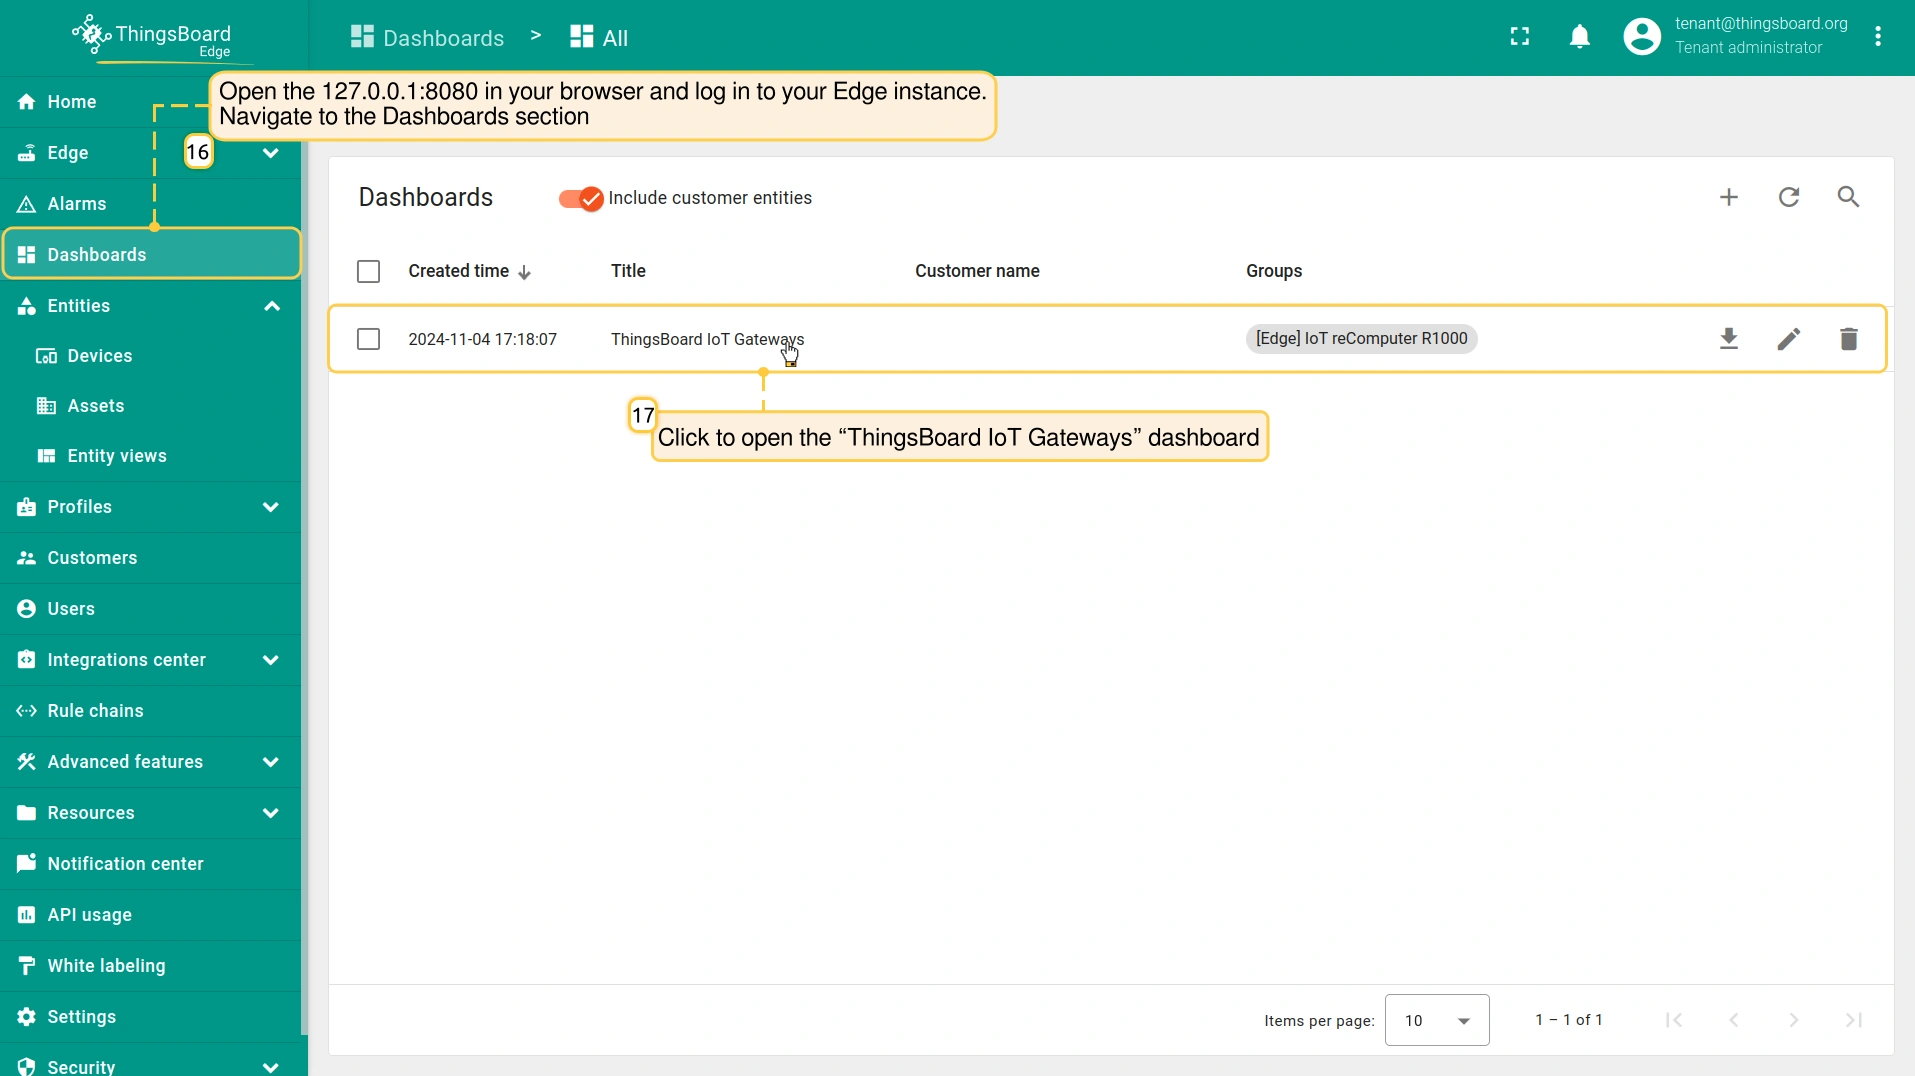 ThingsBoard
Edge
Dashboards > All
tenant@thingsboard.org
Tenant administrator
Open the 127.0.0.1:8080 in your browser and log in to your Edge instance.
Navigate to the Dashboards section
16
Home
Edge
Alarms
Dashboards
Entities
Devices
Assets
Entity views
Profiles
Customers
Users
Integrations center
Rule chains
Advanced features
Resources
Notification center
API usage
White labeling
Settings
Security
Dashboards
Include customer entities
Created time Title Customer name Groups
2024-11-04 17:18:07 ThingsBoard IoT Gateways [Edge] IoT reComputer R1000
17
Click to open the “ThingsBoard IoT Gateways” dashboard
Items per page: 10 1 – 1 of 1